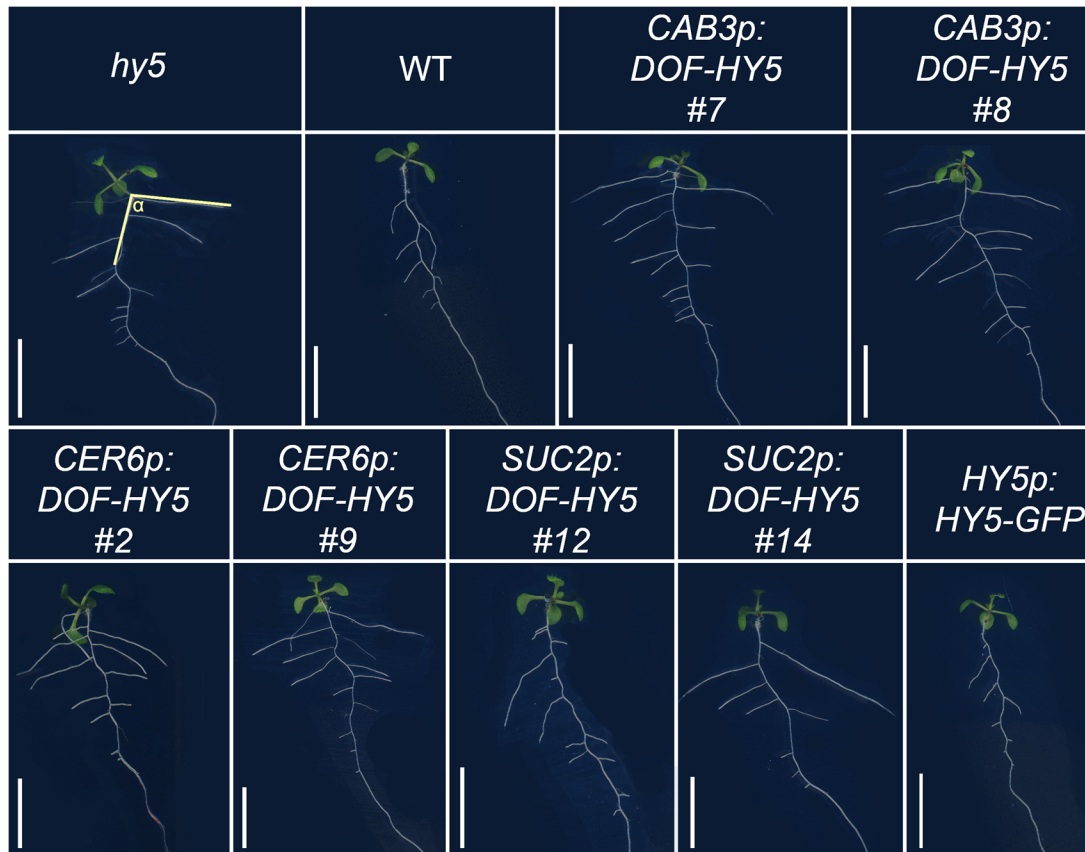 hy5
WT
CAB3p:
DOF-HY5
#7
CAB3p:
DOF-HY5
#8
α
CER6p:
DOF-HY5
#2
CER6p:
DOF-HY5
#9
SUC2p:
DOF-HY5
#12
SUC2p:
DOF-HY5
#14
HY5p:
HY5-GFP